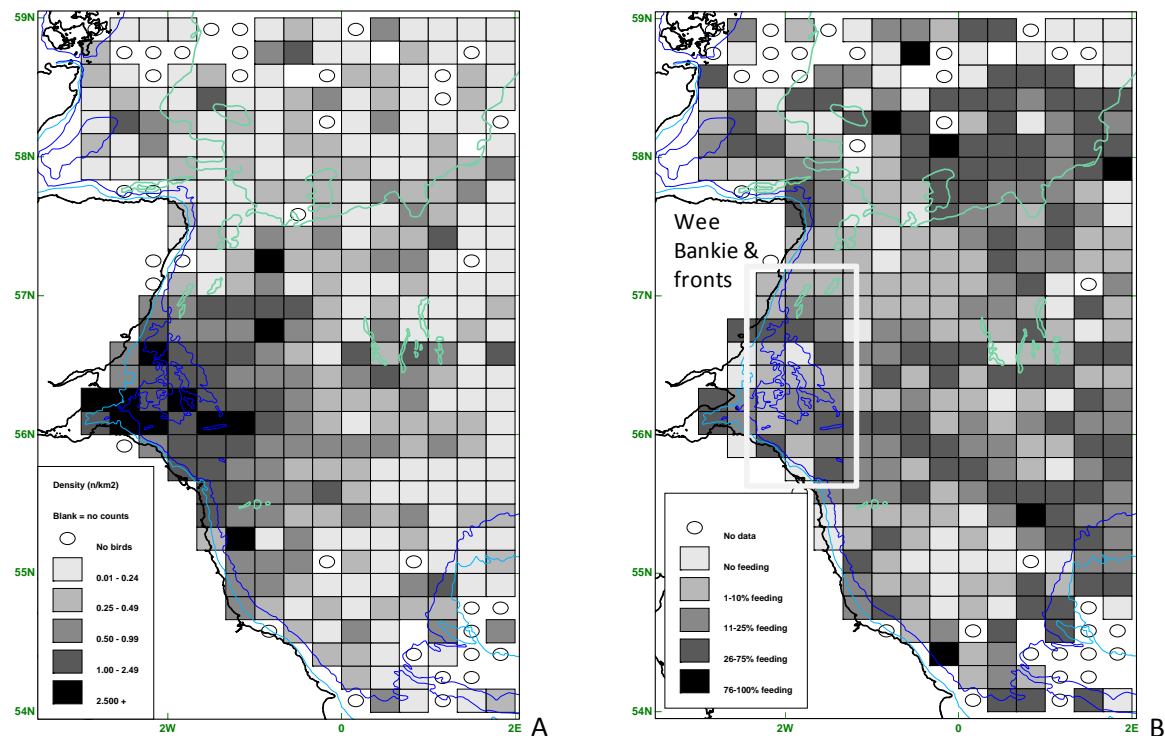 59N
58N
57N
56N
55N
54N
2W
0
2E
Density (n/km2)
Blank = no counts
No birds
0.01 - 0.24
0.25 - 0.49
0.50 - 0.99
1.00 - 2.49
2.500 +
A
59N
58N
57N
56N
55N
54N
2W
0
2E
Wee
Bankie &
fronts
No data
No feeding
1-10% feeding
11-25% feeding
26-75% feeding
76-100% feeding
B